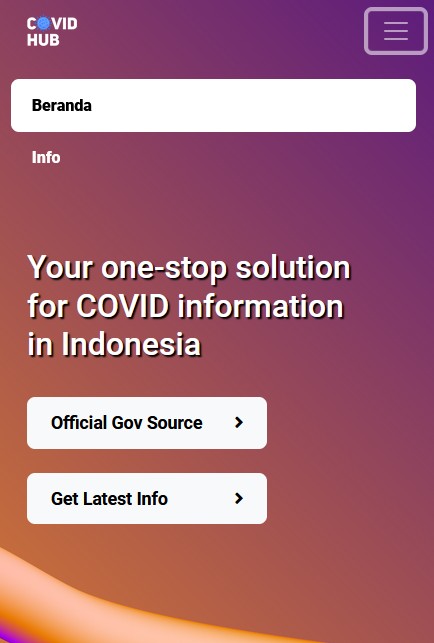 COVID
HUB
Beranda
Info
Your one-stop solution
for COVID information
in Indonesia
Official Gov Source
Get Latest Info